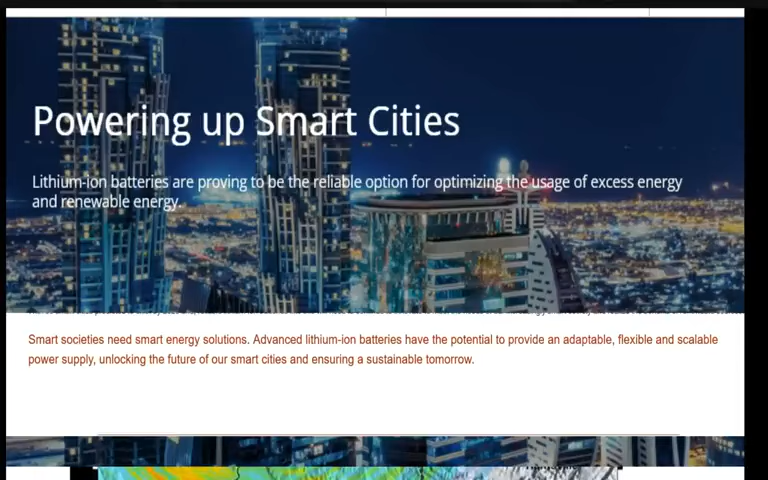 Powering up Smart Cities
Lithium-ion batteries are proving to be the reliable option for optimizing the usage of excess energy
and renewable energy.
Smart societies need smart energy solutions. Advanced lithium-ion batteries have the potential to provide an adaptable, flexible and scalable
power supply, unlocking the future of our smart cities and ensuring a sustainable tomorrow.